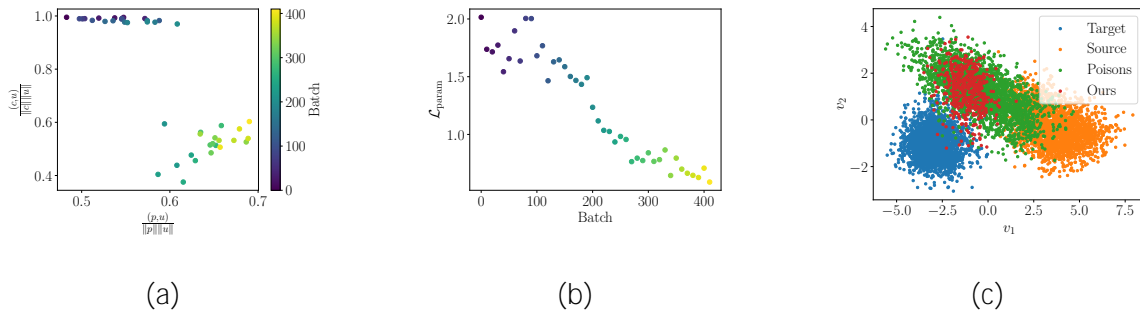 1.0
0.8
0.6
0.4
0.5
0.6
0.7
⟨c,u⟩
‖c‖‖u‖
⟨p,u⟩
‖p‖‖u‖
400
300
200
100
0
Batch
2.0
1.5
1.0
0
100
200
300
400
ℒparam
Batch
4
2
0
−2
−5.0
−2.5
0.0
2.5
5.0
7.5
v2
v1
Target
Source
Poisons
Ours
(a)
(b)
(c)